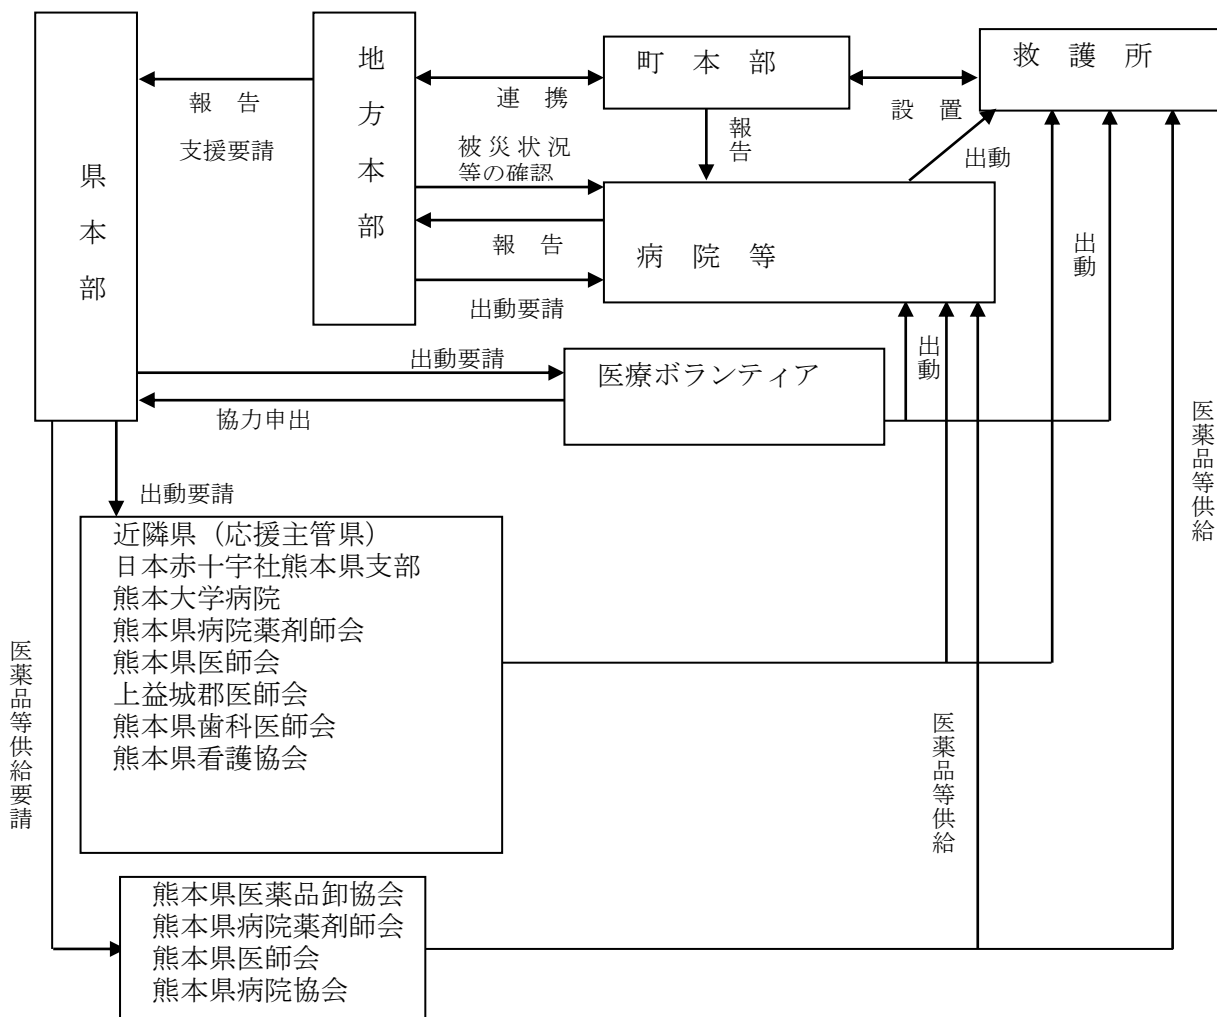 県本部
地方本部
町本部
救護所
報告
支援要請
連携
設置
報告
被災状況
等の確認
出動
報告
病院等
出動要請
出動
出動要請
医療ボランティア
出動
協力申出
医薬品等供給
出動要請
近隣県（応援主管県）
日本赤十字社熊本県支部
熊本大学病院
熊本県病院薬剤師会
熊本県医師会
上益城郡医師会
熊本県歯科医師会
熊本県看護協会
医薬品等供給要請
医薬品等供給
熊本県医薬品卸協会
熊本県病院薬剤師会
熊本県医師会
熊本県病院協会